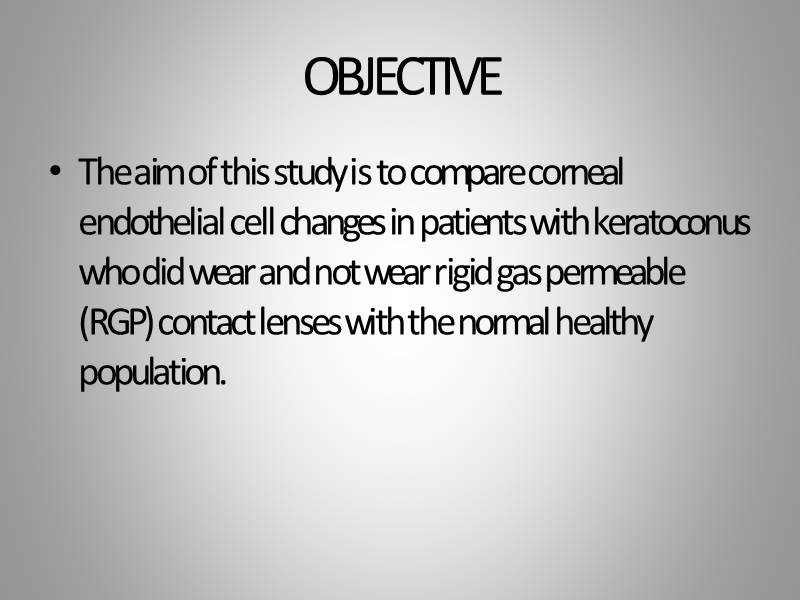 OBJECTIVE
• The aim of this study is to compare corneal
endothelial cell changes in patients with keratoconus
who did wear and not wear rigid gas permeable
(RGP) contact lenses with the normal healthy
population.